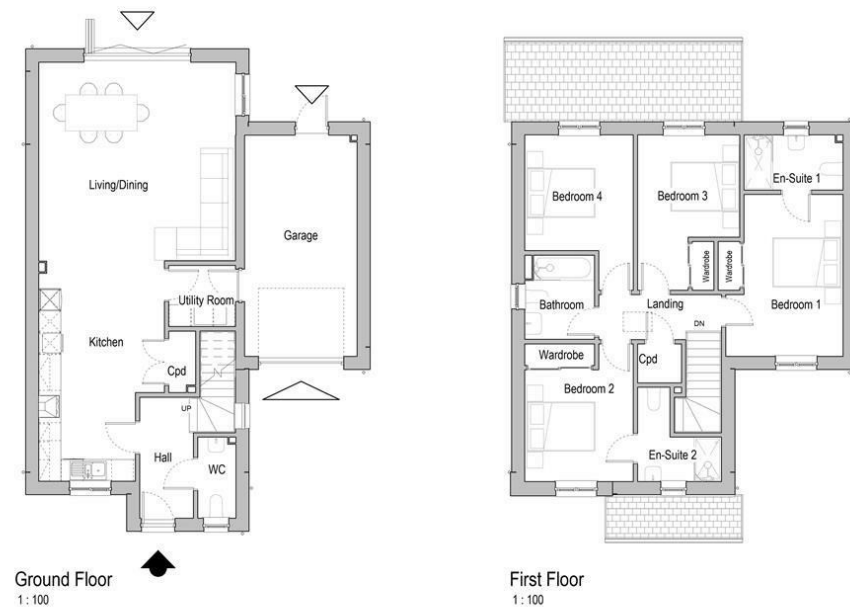 Living/Dining
Garage
Utility Room
Kitchen
Cpd
UP
Hall
WC
Ground Floor
1 : 100
Bedroom 4
Bedroom 3
En-Suite 1
Wardrobe
Wardrobe
Bathroom
Landing
Bedroom 1
DN
Wardrobe
Cpd
Bedroom 2
En-Suite 2
First Floor
1 : 100